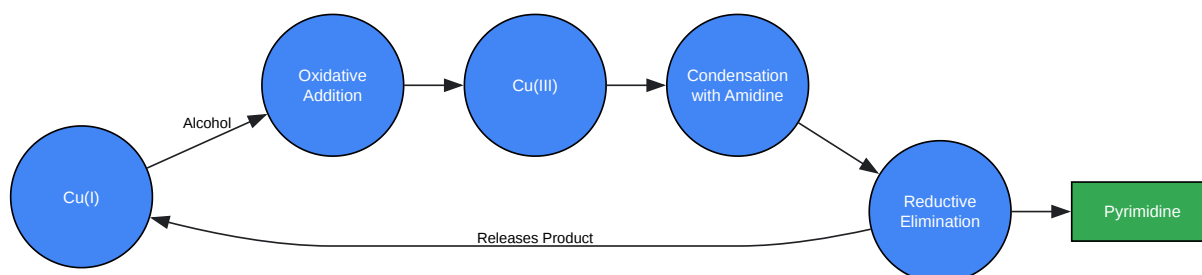 Cu(I)
Alcohol
Oxidative
Addition
Cu(III)
Condensation
with Amidine
Reductive
Elimination
Releases Product
Pyrimidine